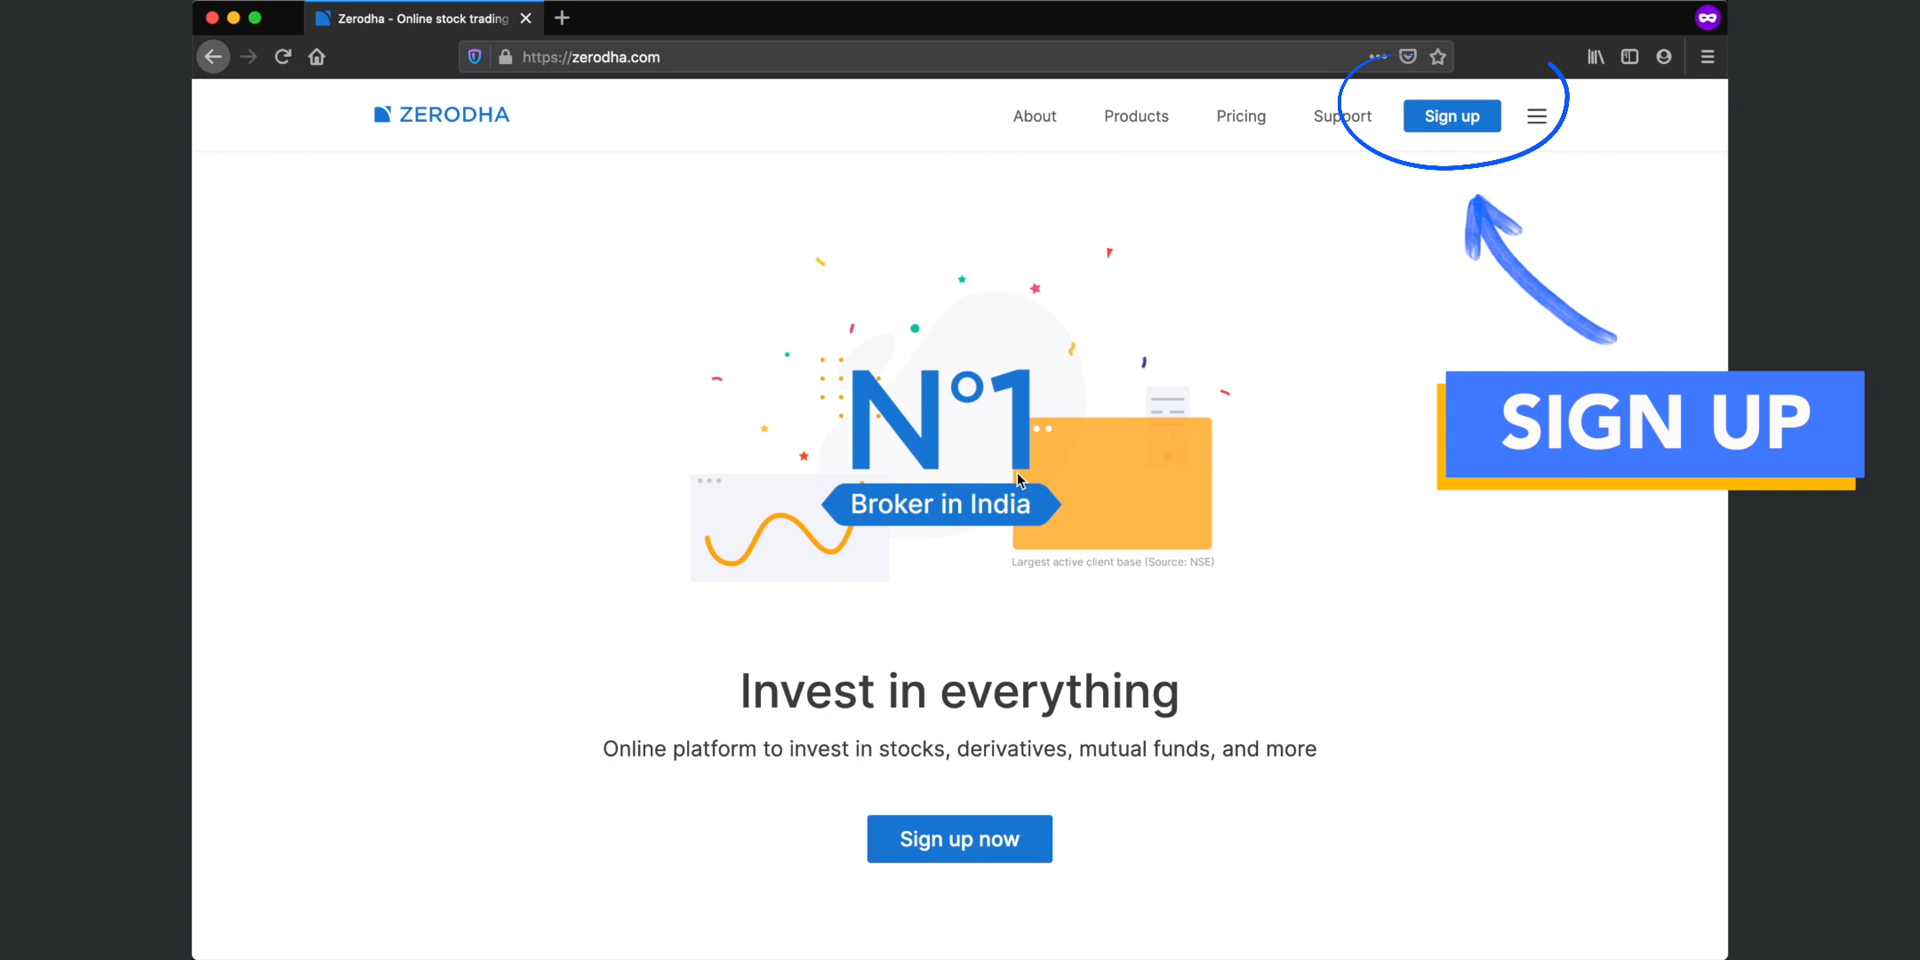 Zerodha - Online stock trading
https://zerodha.com
ZERODHA
About
Products
Pricing
Support
Sign up
N°1
Broker in India
Largest active client base (Source: NSE)
SIGN UP
Invest in everything
Online platform to invest in stocks, derivatives, mutual funds, and more
Sign up now